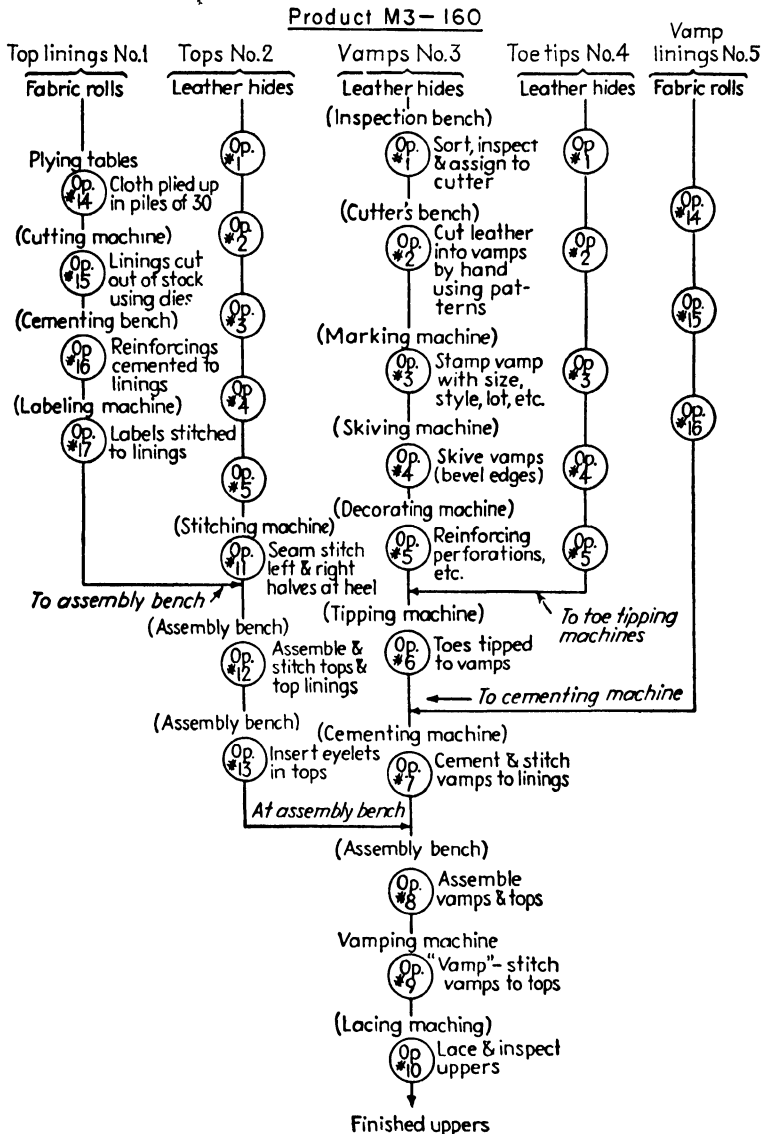 Product M3-160
Top linings No.1
Fabric rolls
Plying tables
Op. #14 Cloth plied up
in piles of 30
(Cutting machine)
Op. #15 Linings cut
out of stock
using dies
(Cementing bench)
Op #16 Reinforcings
cemented to
linings
(Labeling machine)
Op. #17 Labels stitched
to linings
To assembly bench
Tops No.2
Leather hides
Op. #1
Op. #2
Op. #3
Op #4
Op. #5
(Stitching machine)
Op. #11 Seam stitch
left & right
halves at heel
(Assembly bench)
Op. #12 Assemble &
stitch tops &
top linings
(Assembly bench)
Op. #13 Insert eyelets
in tops
At assembly bench
Vamps No.3
Leather hides
(Inspection bench)
Op. #1 Sort, inspect
& assign to
cutter
(Cutter's bench)
Op. #2 Cut leather
into vamps
by hand
using pat-
terns
(Marking machine)
Op. #3 Stamp vamp
with size,
style, lot, etc.
(Skiving machine)
Op. #4 Skive vamps
(bevel edges)
(Decorating machine)
Op. #5 Reinforcing
perforations,
etc.
(Tipping machine)
Op. #6 Toes tipped
to vamps
(Cementing machine)
Op. #7 Cement & stitch
vamps to linings
(Assembly bench)
Op. #8 Assemble
vamps & tops
Vamping machine
Op. #9 "Vamp"-stitch
vamps to tops
(Lacing maching)
Op #10 Lace & inspect
uppers
Finished uppers
Toe tips No.4
Leather hides
Op. #1
Op #2
Op. #3
Op. #4
Op. #5
To toe tipping
machines
Vamp
linings No.5
Fabric rolls
Op. #14
Op. #15
Op. #16
To cementing machine